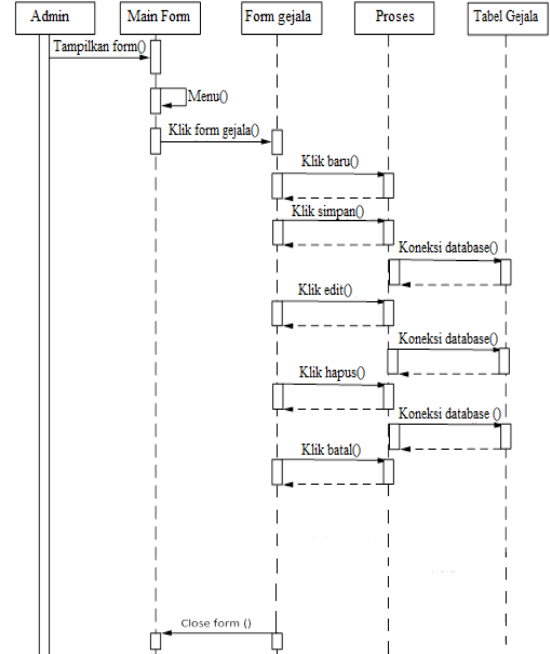 Admin
Main Form
Form gejala
Proses
Tabel Gejala
Tampilkan form()
Menu()
Klik form gejala()
Klik baru()
Klik simpan()
Koneksi database()
Klik edit()
Koneksi database()
Klik hapus()
Koneksi database ()
Klik batal()
Close form ()